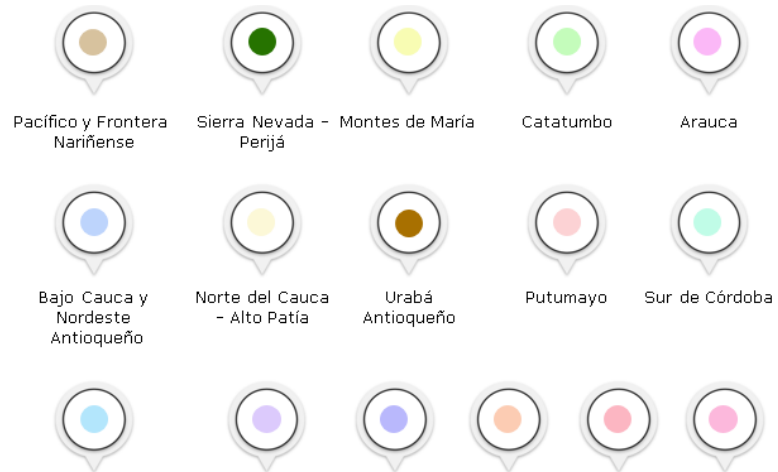 Pacífico y Frontera
Nariñense
Sierra Nevada –
Perijá
Montes de María
Catatumbo
Arauca
Bajo Cauca y
Nordeste
Antioqueño
Norte del Cauca
– Alto Patía
Urabá
Antioqueño
Putumayo
Sur de Córdoba